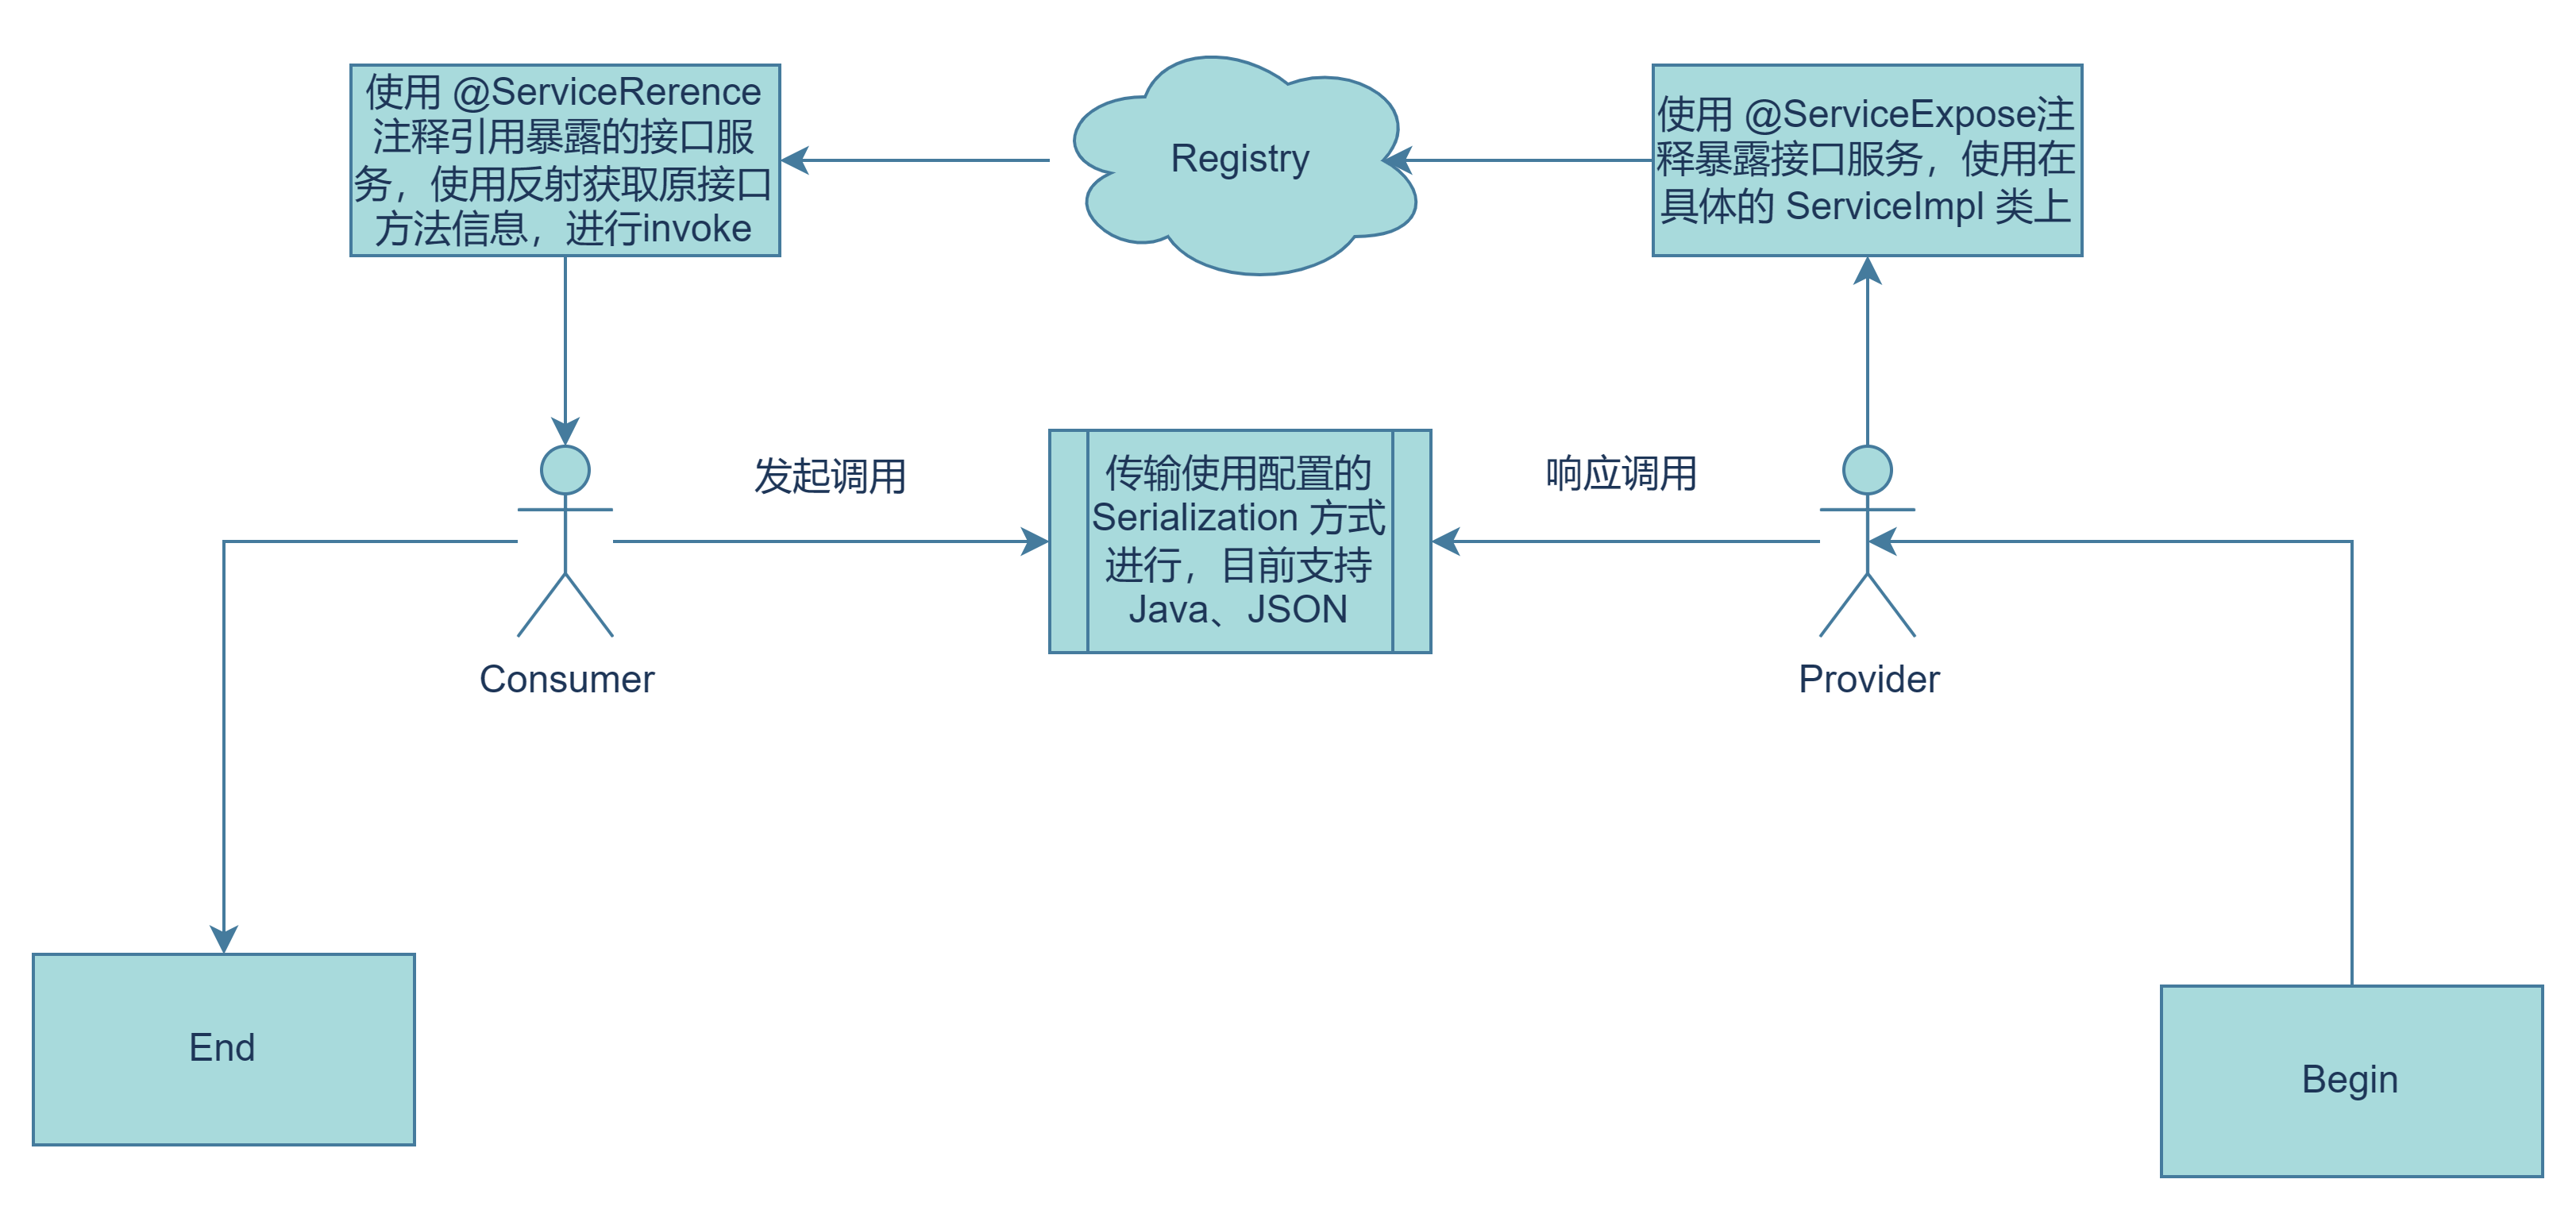 使用 @ServiceRerence
注释引用暴露的接口服
务，使用反射获取原接口
方法信息，进行invoke
Registry
使用 @ServiceExpose注
释暴露接口服务，使用在
具体的 ServiceImpl 类上
发起调用
传输使用配置的
Serialization 方式
进行，目前支持
Java、JSON
响应调用
Consumer
Provider
End
Begin